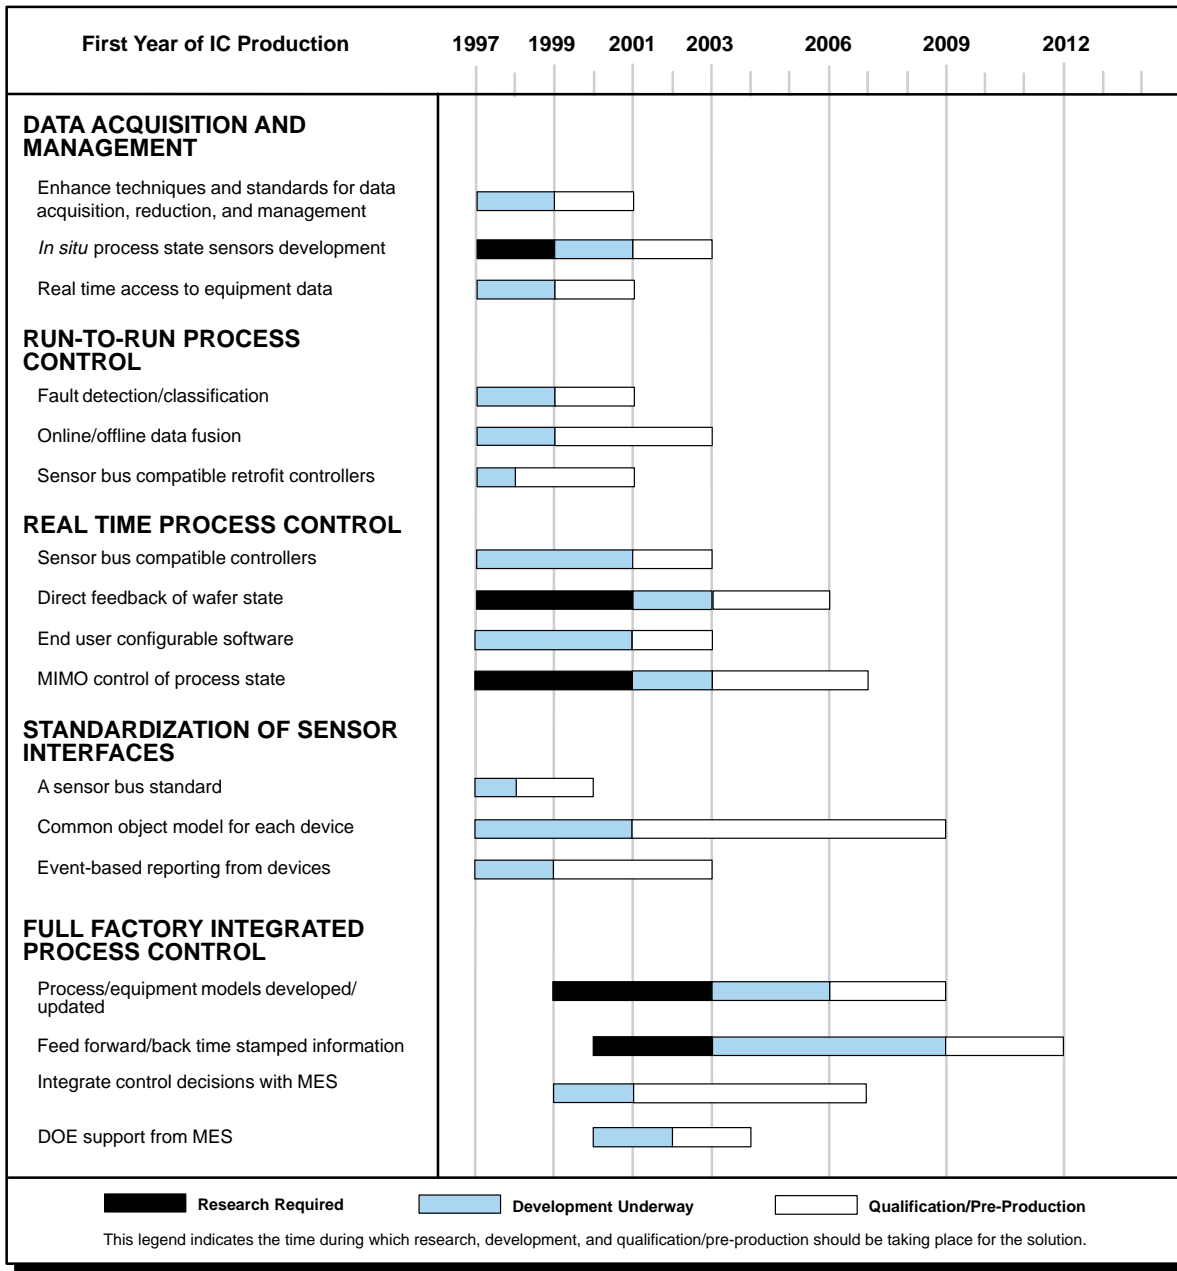 First Year of IC Production 1997 1999 2001 2003 2006 2009 2012
DATA ACQUISITION AND
MANAGEMENT
Enhance techniques and standards for data
acquisition, reduction, and management
In situ process state sensors development
Real time access to equipment data
RUN-TO-RUN PROCESS
CONTROL
Fault detection/classification
Online/offline data fusion
Sensor bus compatible retrofit controllers
REAL TIME PROCESS CONTROL
Sensor bus compatible controllers
Direct feedback of wafer state
End user configurable software
MIMO control of process state
STANDARDIZATION OF SENSOR
INTERFACES
A sensor bus standard
Common object model for each device
Event-based reporting from devices
FULL FACTORY INTEGRATED
PROCESS CONTROL
Process/equipment models developed/
updated
Feed forward/back time stamped information
Integrate control decisions with MES
DOE support from MES
Research Required Development Underway Qualification/Pre-Production
This legend indicates the time during which research, development, and qualification/pre-production should be taking place for the solution.